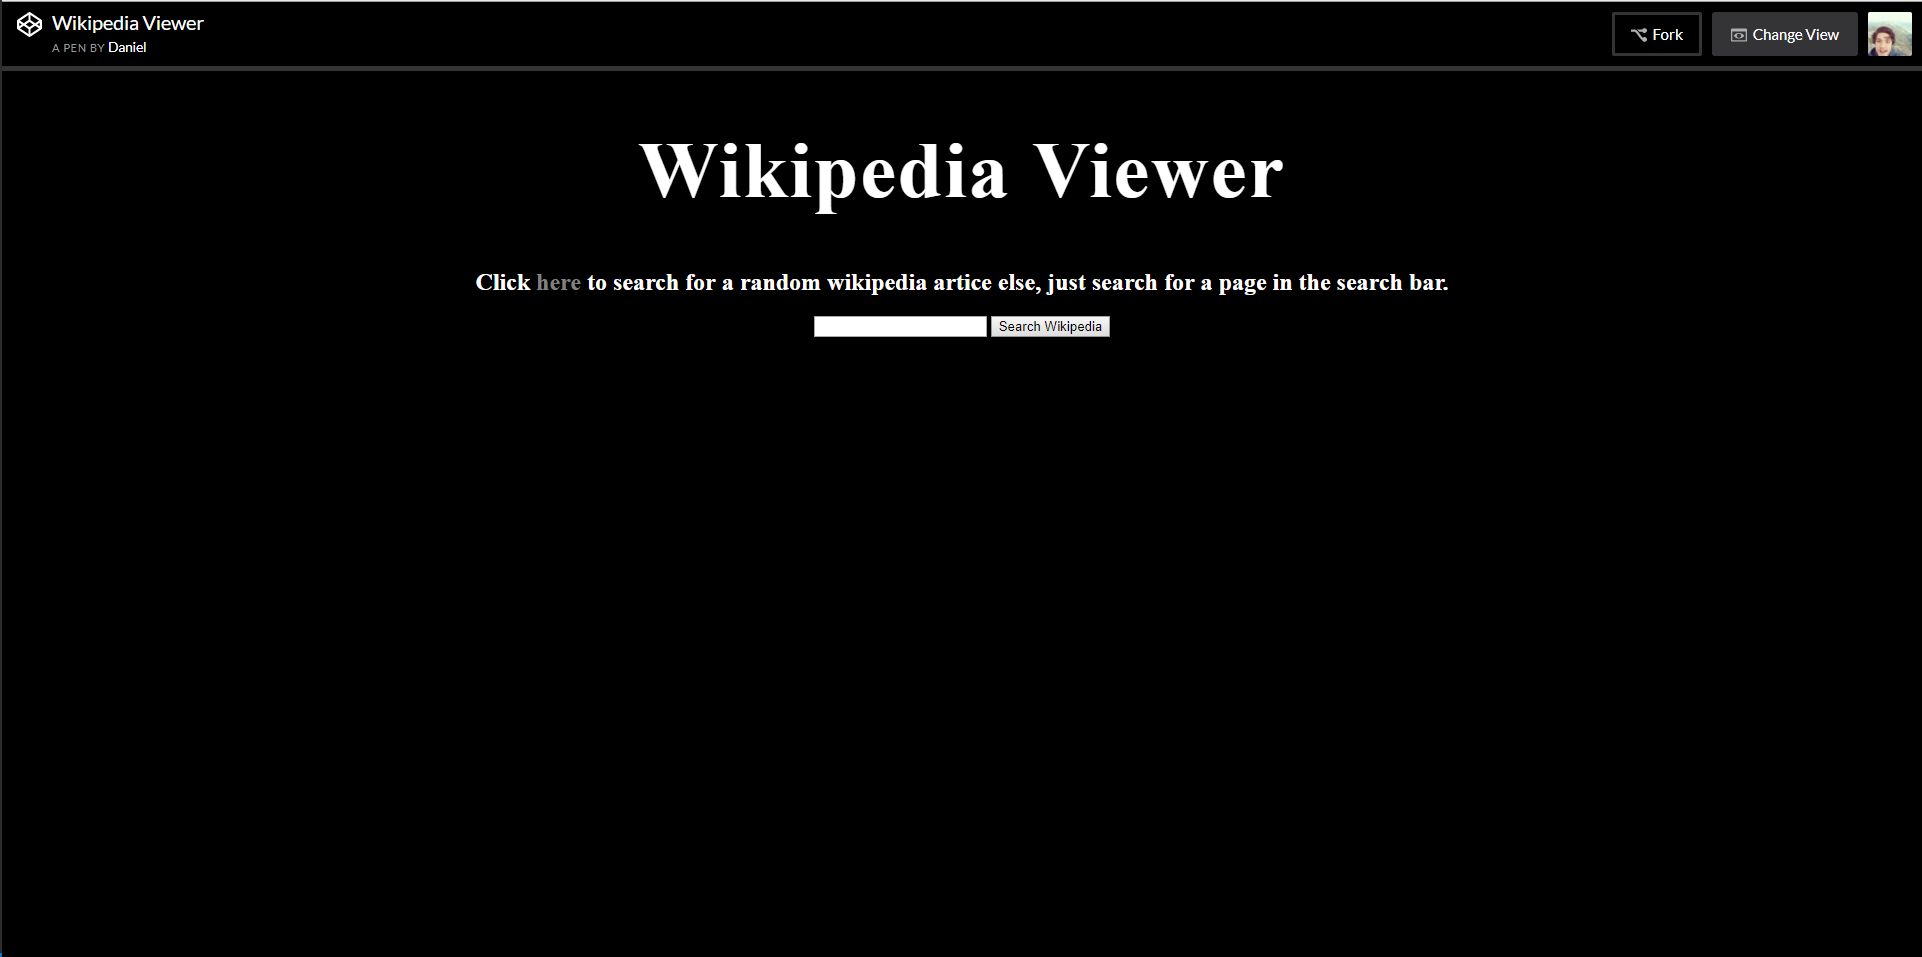 Wikipedia Viewer
A PEN BY Daniel
Fork
Change View
Wikipedia Viewer
Click here to search for a random wikipedia artice else, just search for a page in the search bar.
Search Wikipedia